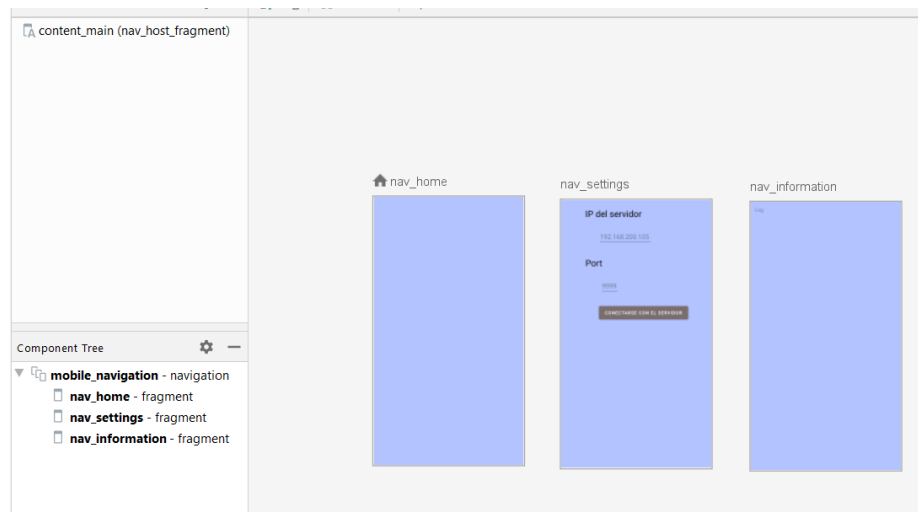 content_main (nav_host_fragment)
Component Tree
mobile_navigation - navigation
nav_home - fragment
nav_settings - fragment
nav_information - fragment
nav_home
nav_settings
IP del servidor
192.168.200.105
Port
9999
CONECTARSE CON EL SERVIDOR
nav_information